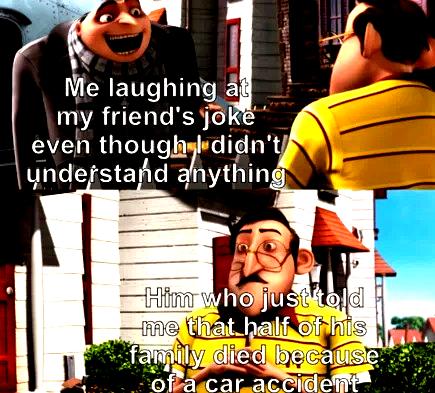 Me laughing at
my friend's joke
even though I didn't
understand anything
Him who just told
me that half of his
family died because
of a car accident